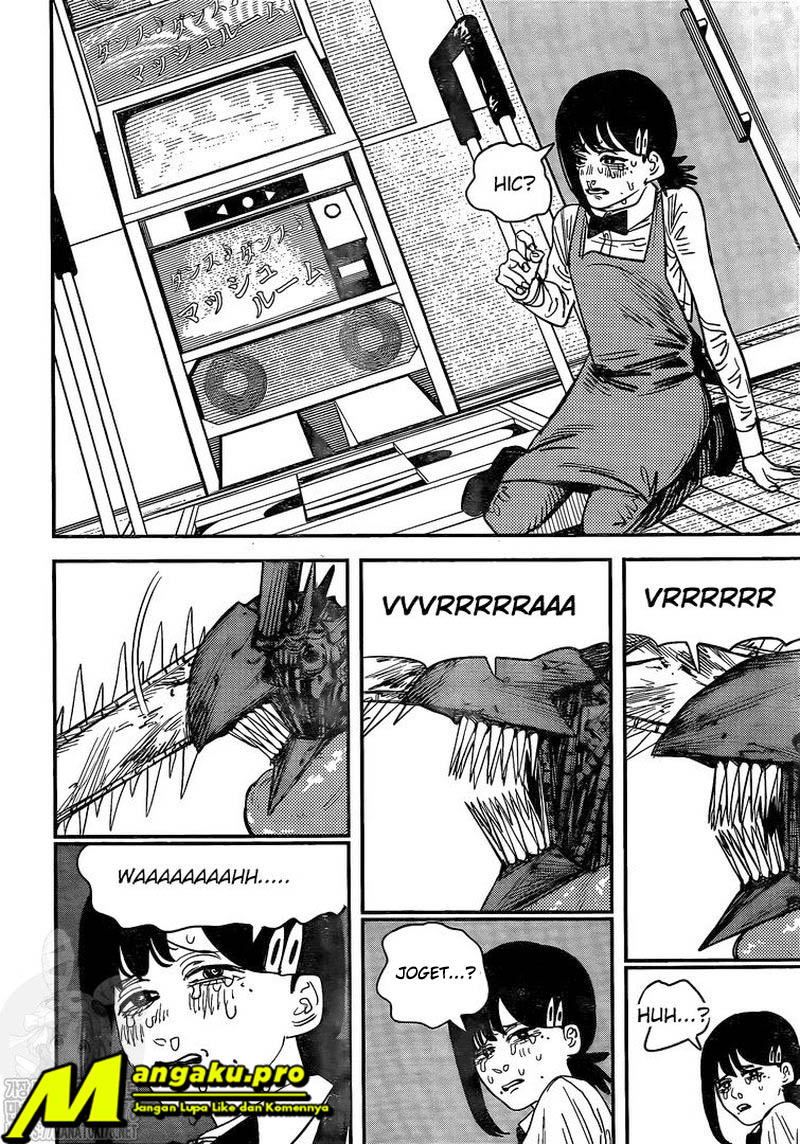 ダンス・ダンス・
マッシュルーム
HIC?
ダンス・ダンス・
マッシュ
ルーム
VRRRRRR
VVVRRRRRAAA
HUH...?
JOGET...?
WAAAAAAAAHH.....
Mangaku.pro
Jangan Lupa Like dan Komennya